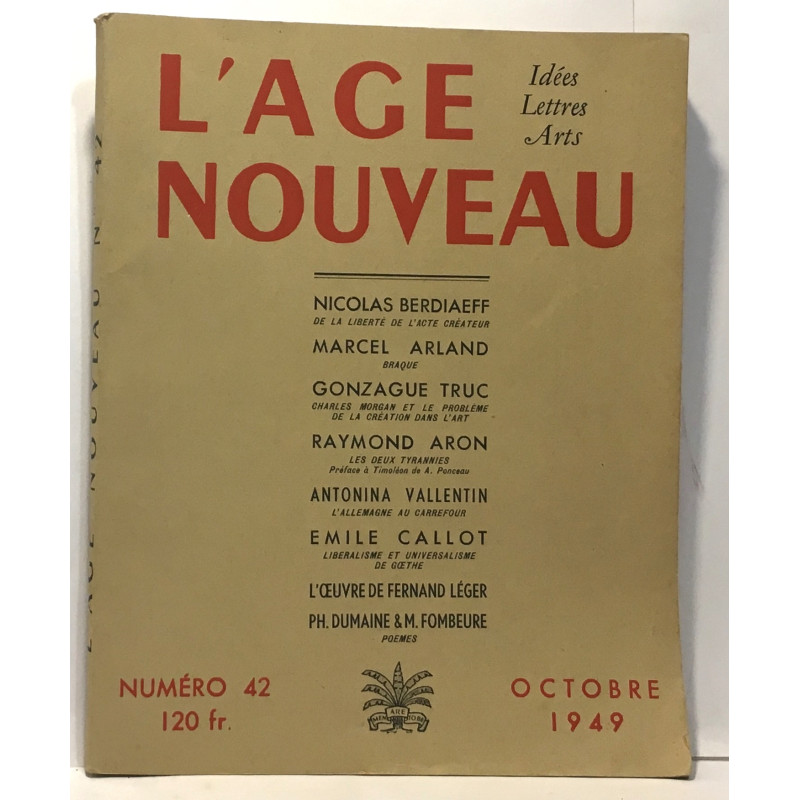 L'AGE
NOUVEAU
Idées
Lettres
Arts
NICOLAS BERDIAEFF
DE LA LIBERTÉ DE L'ACTE CRÉATEUR
MARCEL ARLAND
BRAQUE
GONZAGUE TRUC
CHARLES MORGAN ET LE PROBLÈME
DE LA CRÉATION DANS L'ART
RAYMOND ARON
LES DEUX TYRANNIES
Préface à Timoléon de A. Ponceau
ANTONINA VALLENTIN
L'ALLEMAGNE AU CARREFOUR
EMILE CALLOT
LIBERALISME ET UNIVERSALISME
DE GŒTHE
L'ŒUVRE DE FERNAND LÉGER
PH. DUMAINE & M. FOMBEURE
POEMES
NUMÉRO 42
120 fr.
ARE
OCTOBRE
1949
L'AGE NOUVEAU N 42